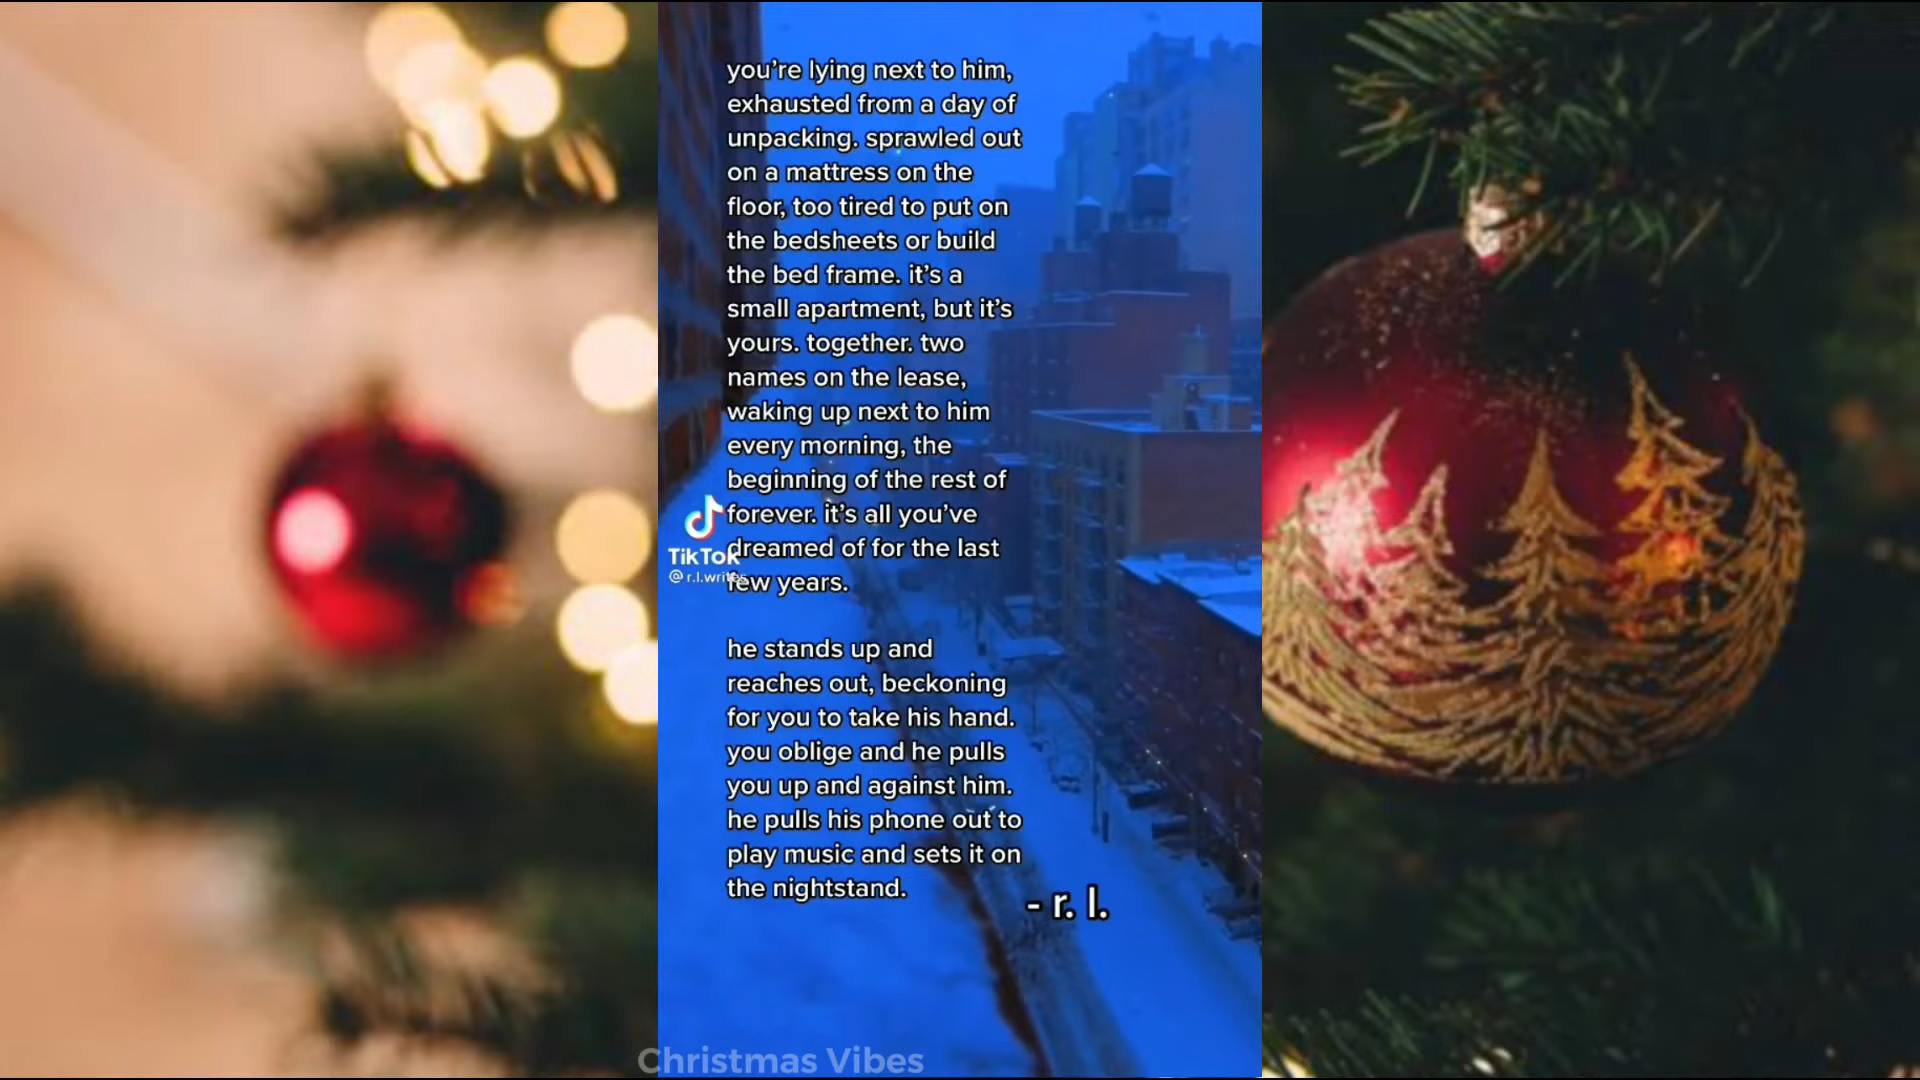 you're lying next to him,
exhausted from a day of
unpacking. sprawled out
on a mattress on the
floor, too tired to put on
the bedsheets or build
the bed frame. it's a
small apartment, but it's
yours. together. two
names on the lease,
waking up next to him
every morning, the
beginning of the rest of
forever. it's all you've
dreamed of for the last
few years.
he stands up and
reaches out, beckoning
for you to take his hand.
you oblige and he pulls
you up and against him.
he pulls his phone out to
play music and sets it on
the nightstand.
- r. l.
TikTok
@ r.l.writes
Christmas Vibes